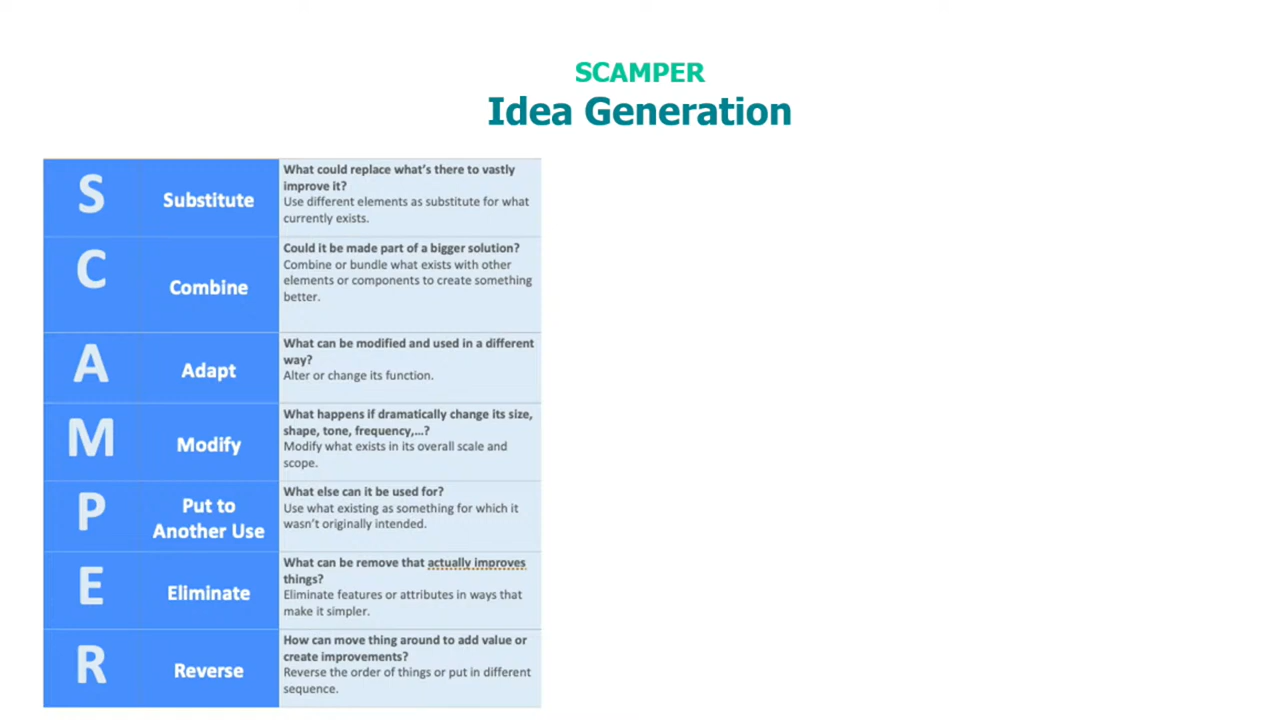 SCAMPER
Idea Generation
S
Substitute
What could replace what's there to vastly
improve it?
Use different elements as substitute for what
currently exists.
C
Combine
Could it be made part of a bigger solution?
Combine or bundle what exists with other
elements or components to create something
better.
A
Adapt
What can be modified and used in a different
way?
Alter or change its function.
M
Modify
What happens if dramatically change its size,
shape, tone, frequency,...?
Modify what exists in its overall scale and
scope.
P
Put to
Another Use
What else can it be used for?
Use what existing as something for which it
wasn't originally intended.
E
Eliminate
What can be remove that actually improves
things?
Eliminate features or attributes in ways that
make it simpler.
R
Reverse
How can move thing around to add value or
create improvements?
Reverse the order of things or put in different
sequence.